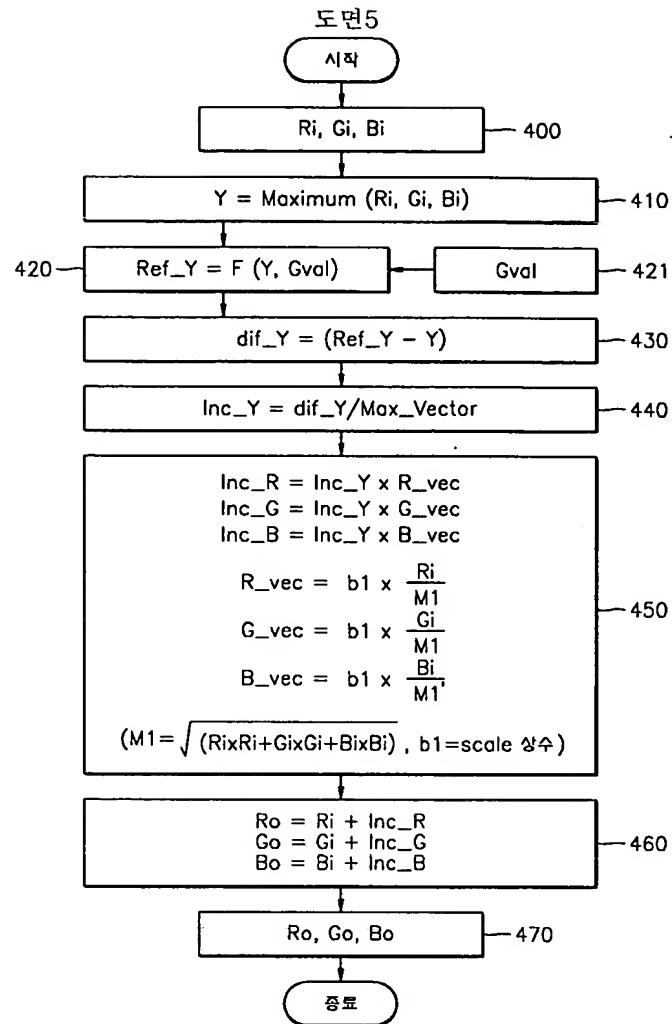 도면5
시작
Ri, Gi, Bi
400
Y = Maximum (Ri, Gi, Bi)
410
420
Ref_Y = F (Y, Gval)
Gval
421
dif_Y = (Ref_Y - Y)
430
Inc_Y = dif_Y/Max_Vector
440
Inc_R = Inc_Y x R_vec
Inc_G = Inc_Y x G_vec
Inc_B = Inc_Y x B_vec
R_vec = b1 x Ri/M1
G_vec = b1 x Gi/M1
B_vec = b1 x Bi/M1'
450
(M1=√(RixRi+GixGi+BixBi) , b1=scale 상수)
Ro = Ri + Inc_R
Go = Gi + Inc_G
Bo = Bi + Inc_B
460
Ro, Go, Bo
470
종료